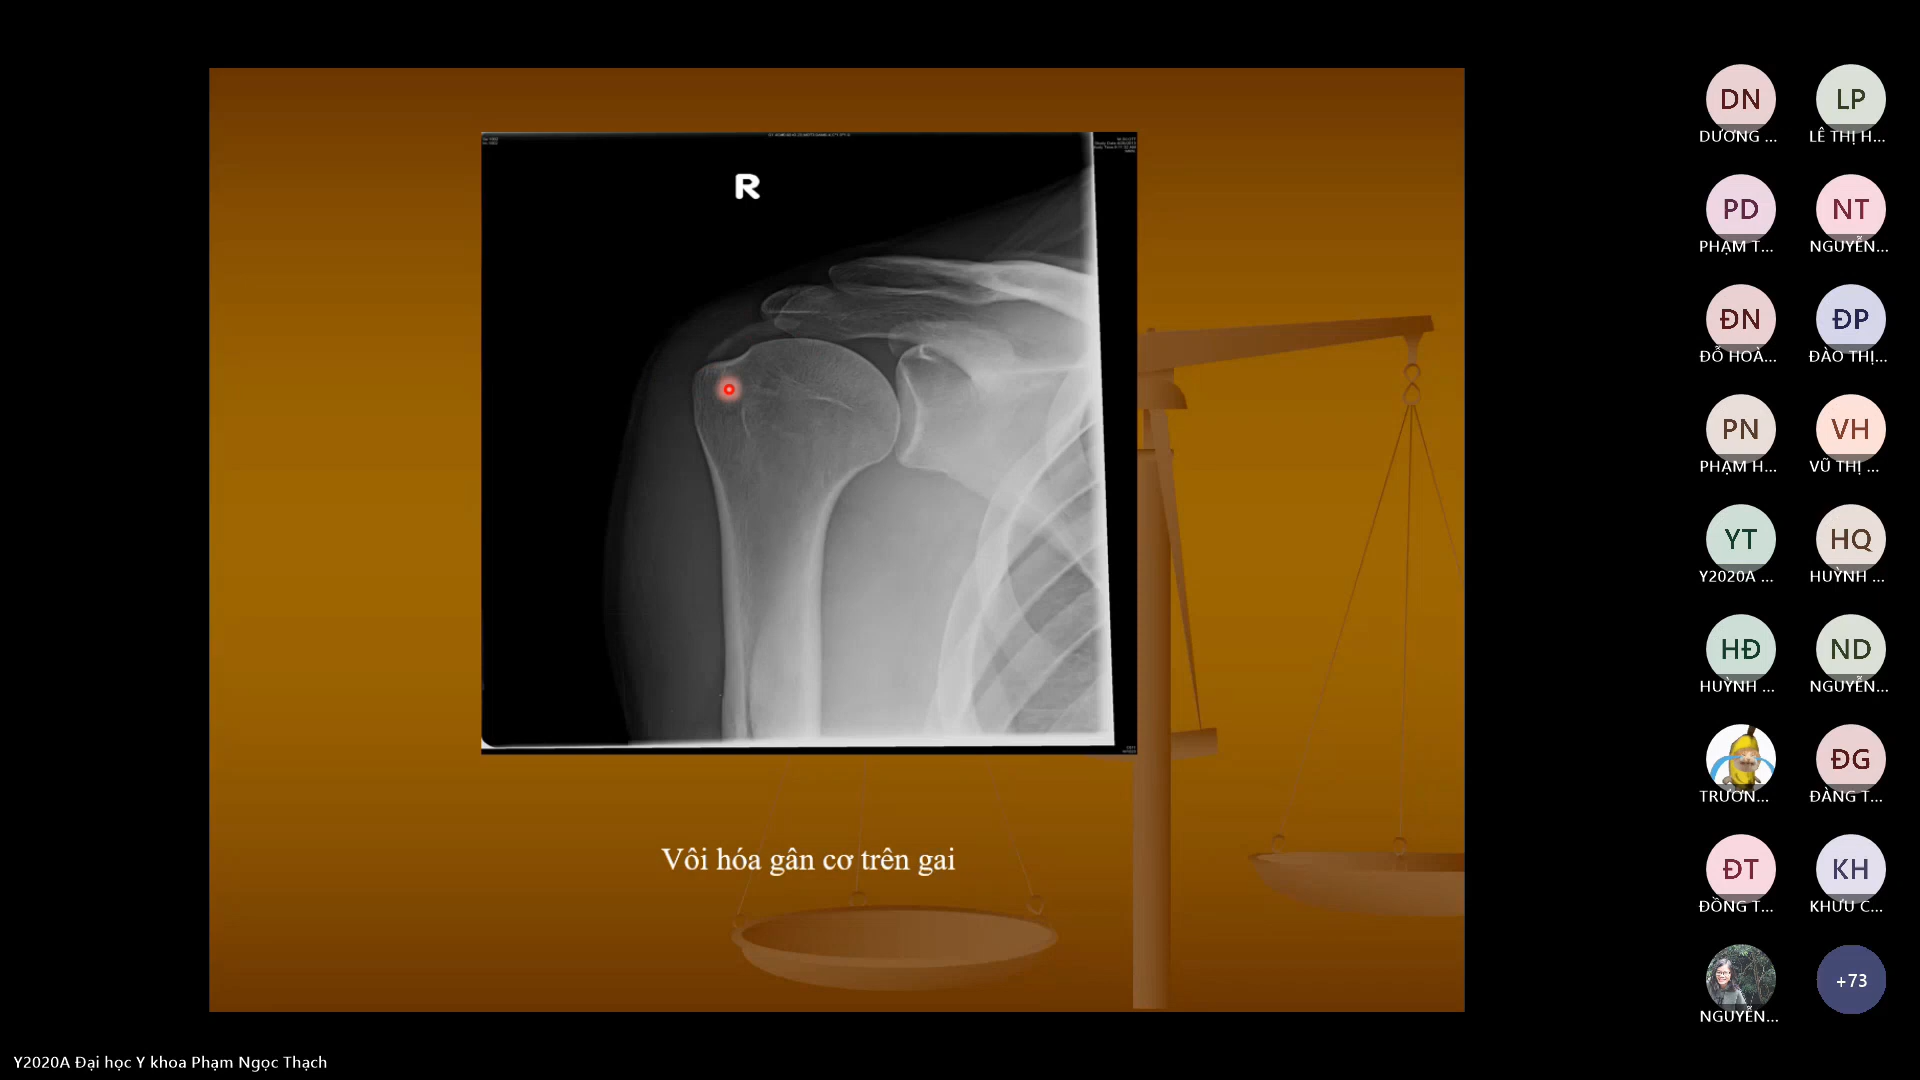 R
Vôi hóa gân cơ trên gai
DN
DƯƠNG ...
LP
LÊ THỊ H...
PD
PHẠM T...
NT
NGUYỄN...
ĐN
ĐỖ HOÀ...
ĐP
ĐÀO THỊ...
PN
PHẠM H...
VH
VŨ THỊ ...
YT
Y2020A ...
HQ
HUỲNH ...
HĐ
HUỲNH ...
ND
NGUYỄN...
TRƯƠN...
ĐG
ĐÀNG T...
ĐT
ĐỒNG T...
KH
KHƯU C...
NGUYỄN...
+73
Y2020A Đại học Y khoa Phạm Ngọc Thạch